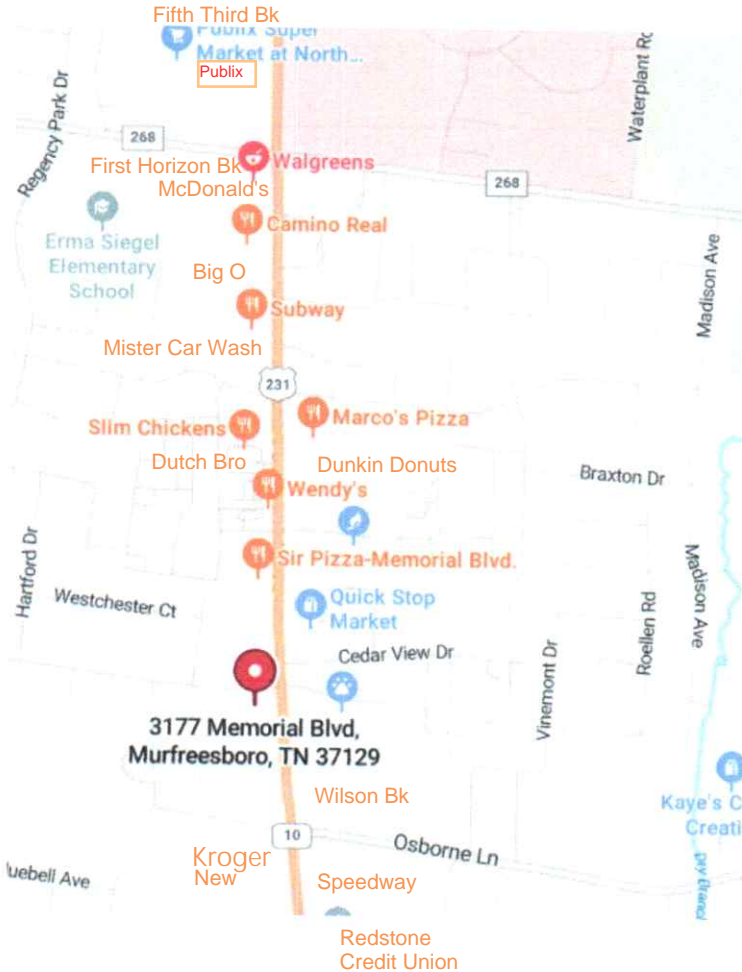 Fifth Third Bk
Publix Super
Market at North...
Publix
Regency Park Dr
Waterplant Rd
268
First Horizon Bk
Walgreens
McDonald's
268
Camino Real
Erma Siegel
Elementary
School
Madison Ave
Big O
Subway
Mister Car Wash
231
Slim Chickens
Marco's Pizza
Dutch Bro
Dunkin Donuts
Braxton Dr
Wendy's
Hartford Dr
Sir Pizza-Memorial Blvd.
Madison Ave
Westchester Ct
Quick Stop
Market
Roellen Rd
Cedar View Dr
Vinemont Dr
3177 Memorial Blvd,
Murfreesboro, TN 37129
Wilson Bk
Kaye's C
Creati
10
Osborne Ln
Kroger
New
uebell Ave
Speedway
Redstone
Credit Union